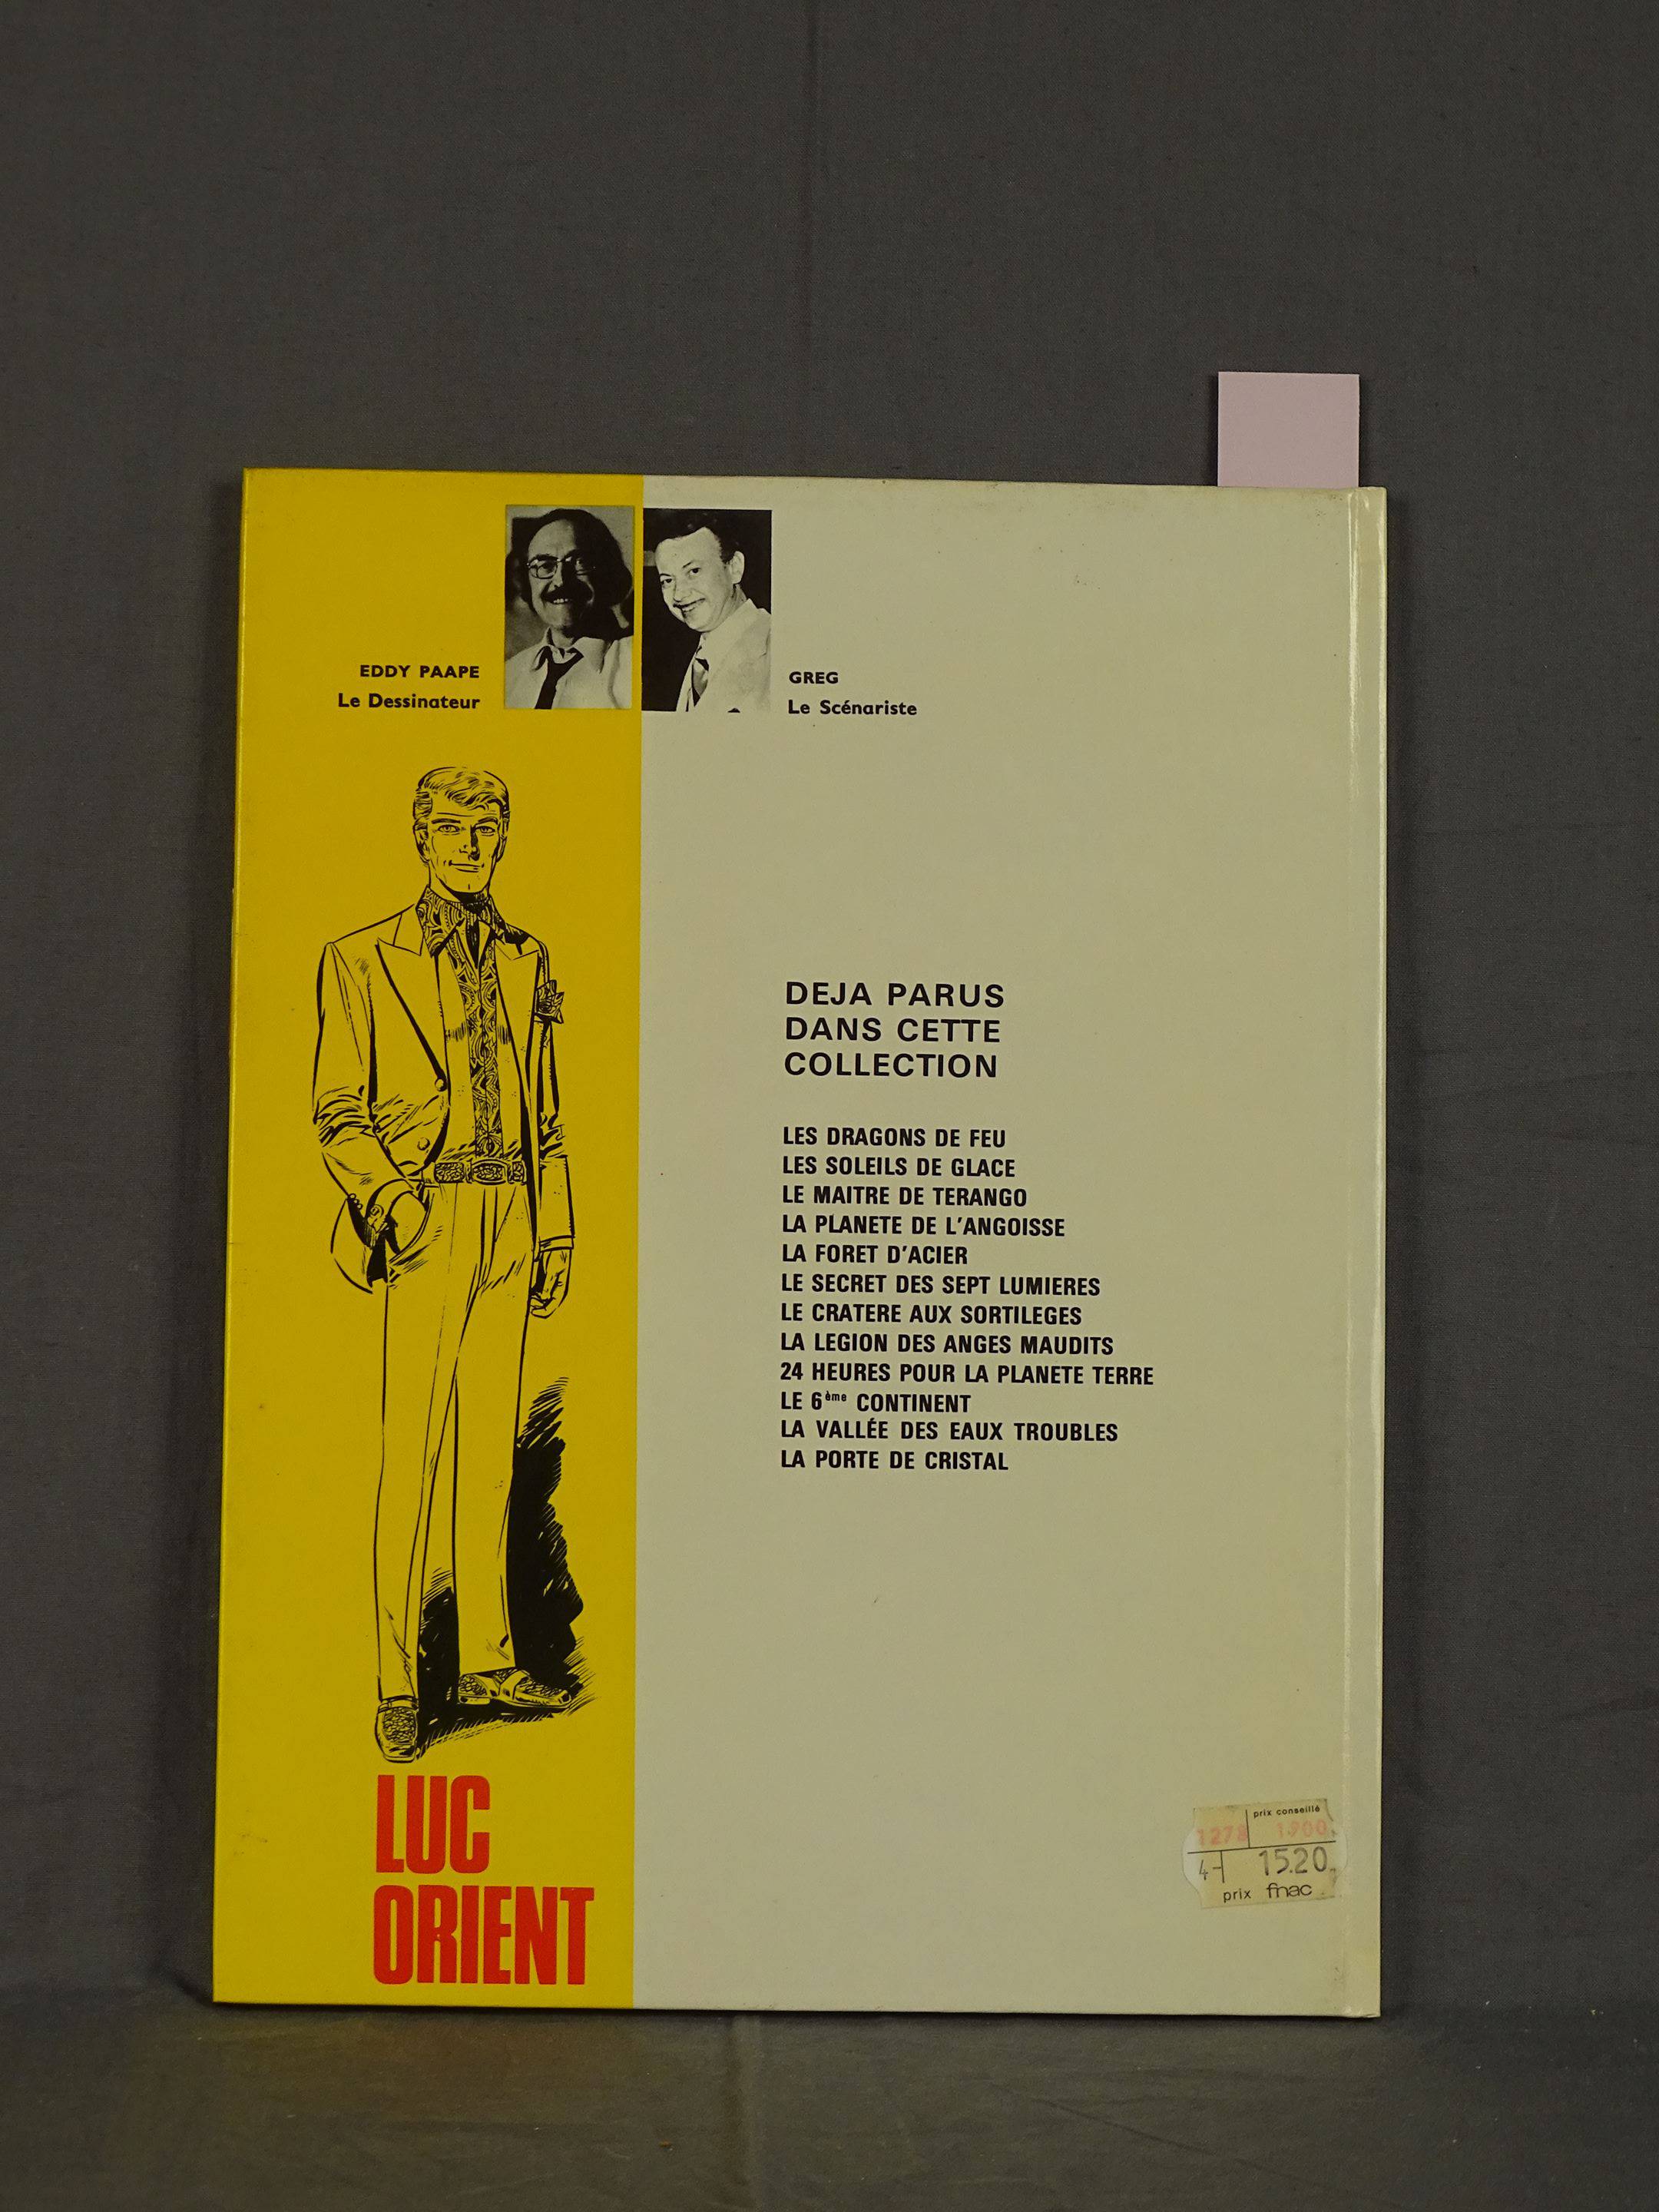 EDDY PAAPE
Le Dessinateur
GREG
Le Scénariste
DEJA PARUS
DANS CETTE
COLLECTION
LES DRAGONS DE FEU
LES SOLEILS DE GLACE
LE MAITRE DE TERANGO
LA PLANETE DE L'ANGOISSE
LA FORET D'ACIER
LE SECRET DES SEPT LUMIERES
LE CRATERE AUX SORTILEGES
LA LEGION DES ANGES MAUDITS
24 HEURES POUR LA PLANETE TERRE
LE 6ème CONTINENT
LA VALLÉE DES EAUX TROUBLES
LA PORTE DE CRISTAL
LUC
ORIENT
prix conseillé
1278 1900
4- 15.20
prix fnac